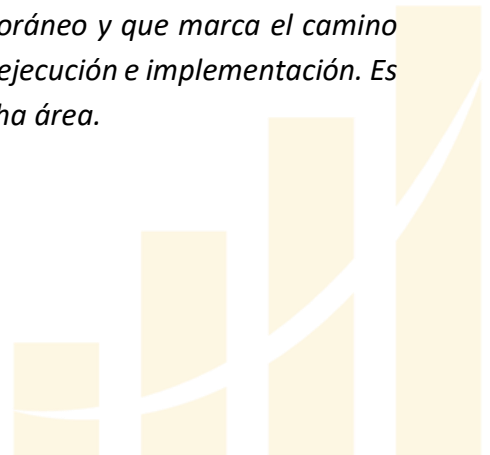 oráneo y que marca el camino
ejecución e implementación. Es
ha área.